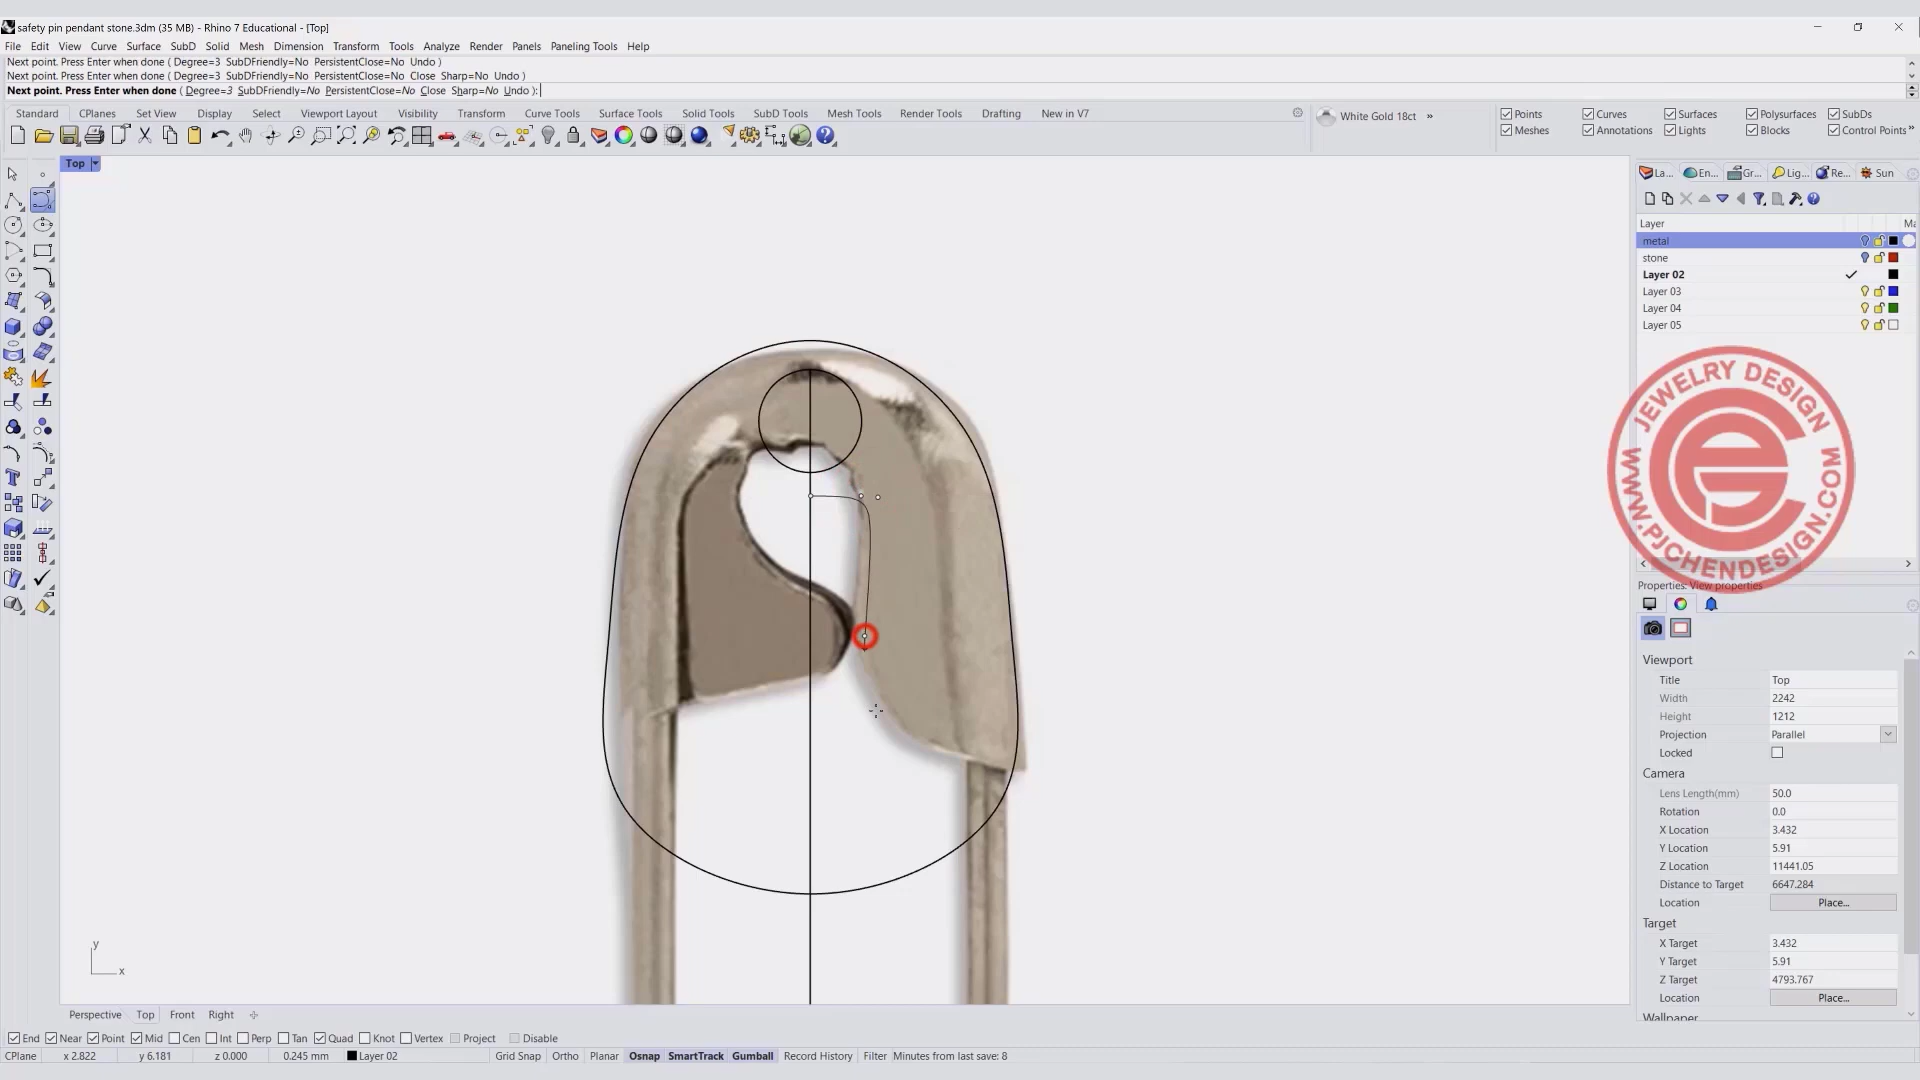 safety pin pendant stone.3dm (35 MB) - Rhino 7 Educational - [Top]
File Edit View Curve Surface SubD Solid Mesh Dimension Transform Tools Analyze Render Panels Paneling Tools Help
Next point. Press Enter when done ( Degree=3 SubDFriendly=No PersistentClose=No Undo )
Next point. Press Enter when done ( Degree=3 SubDFriendly=No PersistentClose=No Close Sharp=No Undo )
Next point. Press Enter when done ( Degree=3 SubDFriendly=No PersistentClose=No Close Sharp=No Undo ):
Standard CPlanes Set View Display Select Viewport Layout Visibility Transform Curve Tools Surface Tools Solid Tools SubD Tools Mesh Tools Render Tools Drafting New in V7
White Gold 18ct »
Points Curves Surfaces Polysurfaces SubDs
Meshes Annotations Lights Blocks Control Points »
Top
La... En... Gr... Lig... Re... Sun
Layer Ma
metal
stone
Layer 02
Layer 03
Layer 04
Layer 05
JEWELRY DESIGN
WWW.PJCHENDESIGN.COM
Properties: View properties
Viewport
Title Top
Width 2242
Height 1212
Projection Parallel
Locked
Camera
Lens Length(mm) 50.0
Rotation 0.0
X Location 3.432
Y Location 5.91
Z Location 11441.05
Distance to Target 6647.284
Location Place...
Target
X Target 3.432
Y Target 5.91
Z Target 4793.767
Location Place...
Wallpaper
y
x
Perspective Top Front Right
End Near Point Mid Cen Int Perp Tan Quad Knot Vertex Project Disable
CPlane x 2.822 y 6.181 z 0.000 0.245 mm Layer 02 Grid Snap Ortho Planar Osnap SmartTrack Gumball Record History Filter Minutes from last save: 8